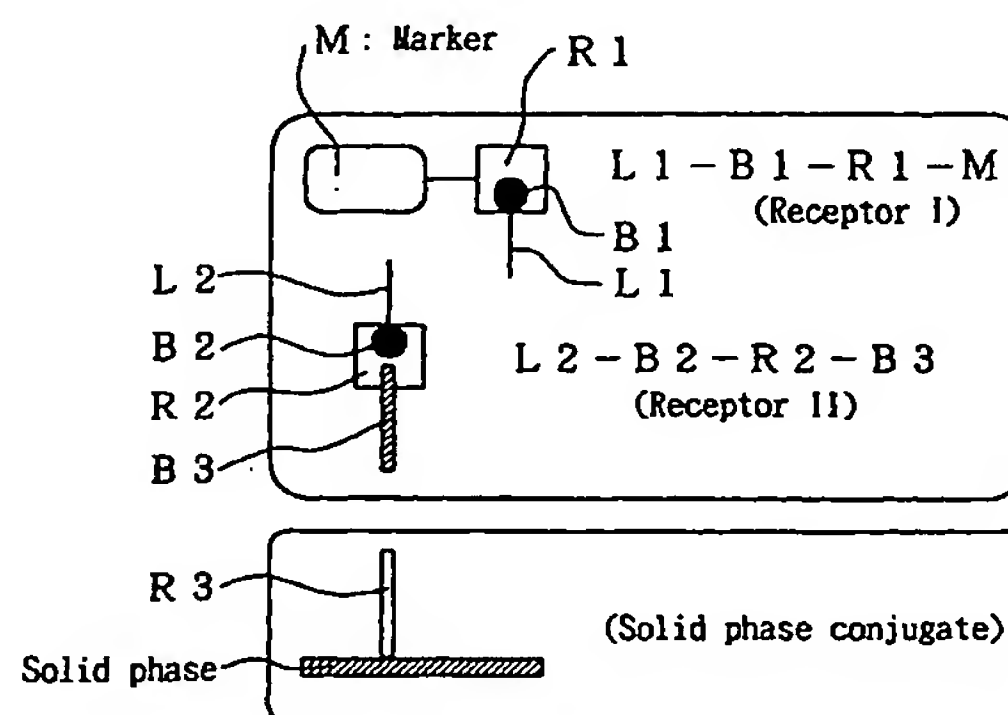 M : Marker
R 1
L 1 - B 1 - R 1 - M
(Receptor I)
B 1
L 1
L 2
B 2
R 2
B 3
L 2 - B 2 - R 2 - B 3
(Receptor II)
R 3
(Solid phase conjugate)
Solid phase